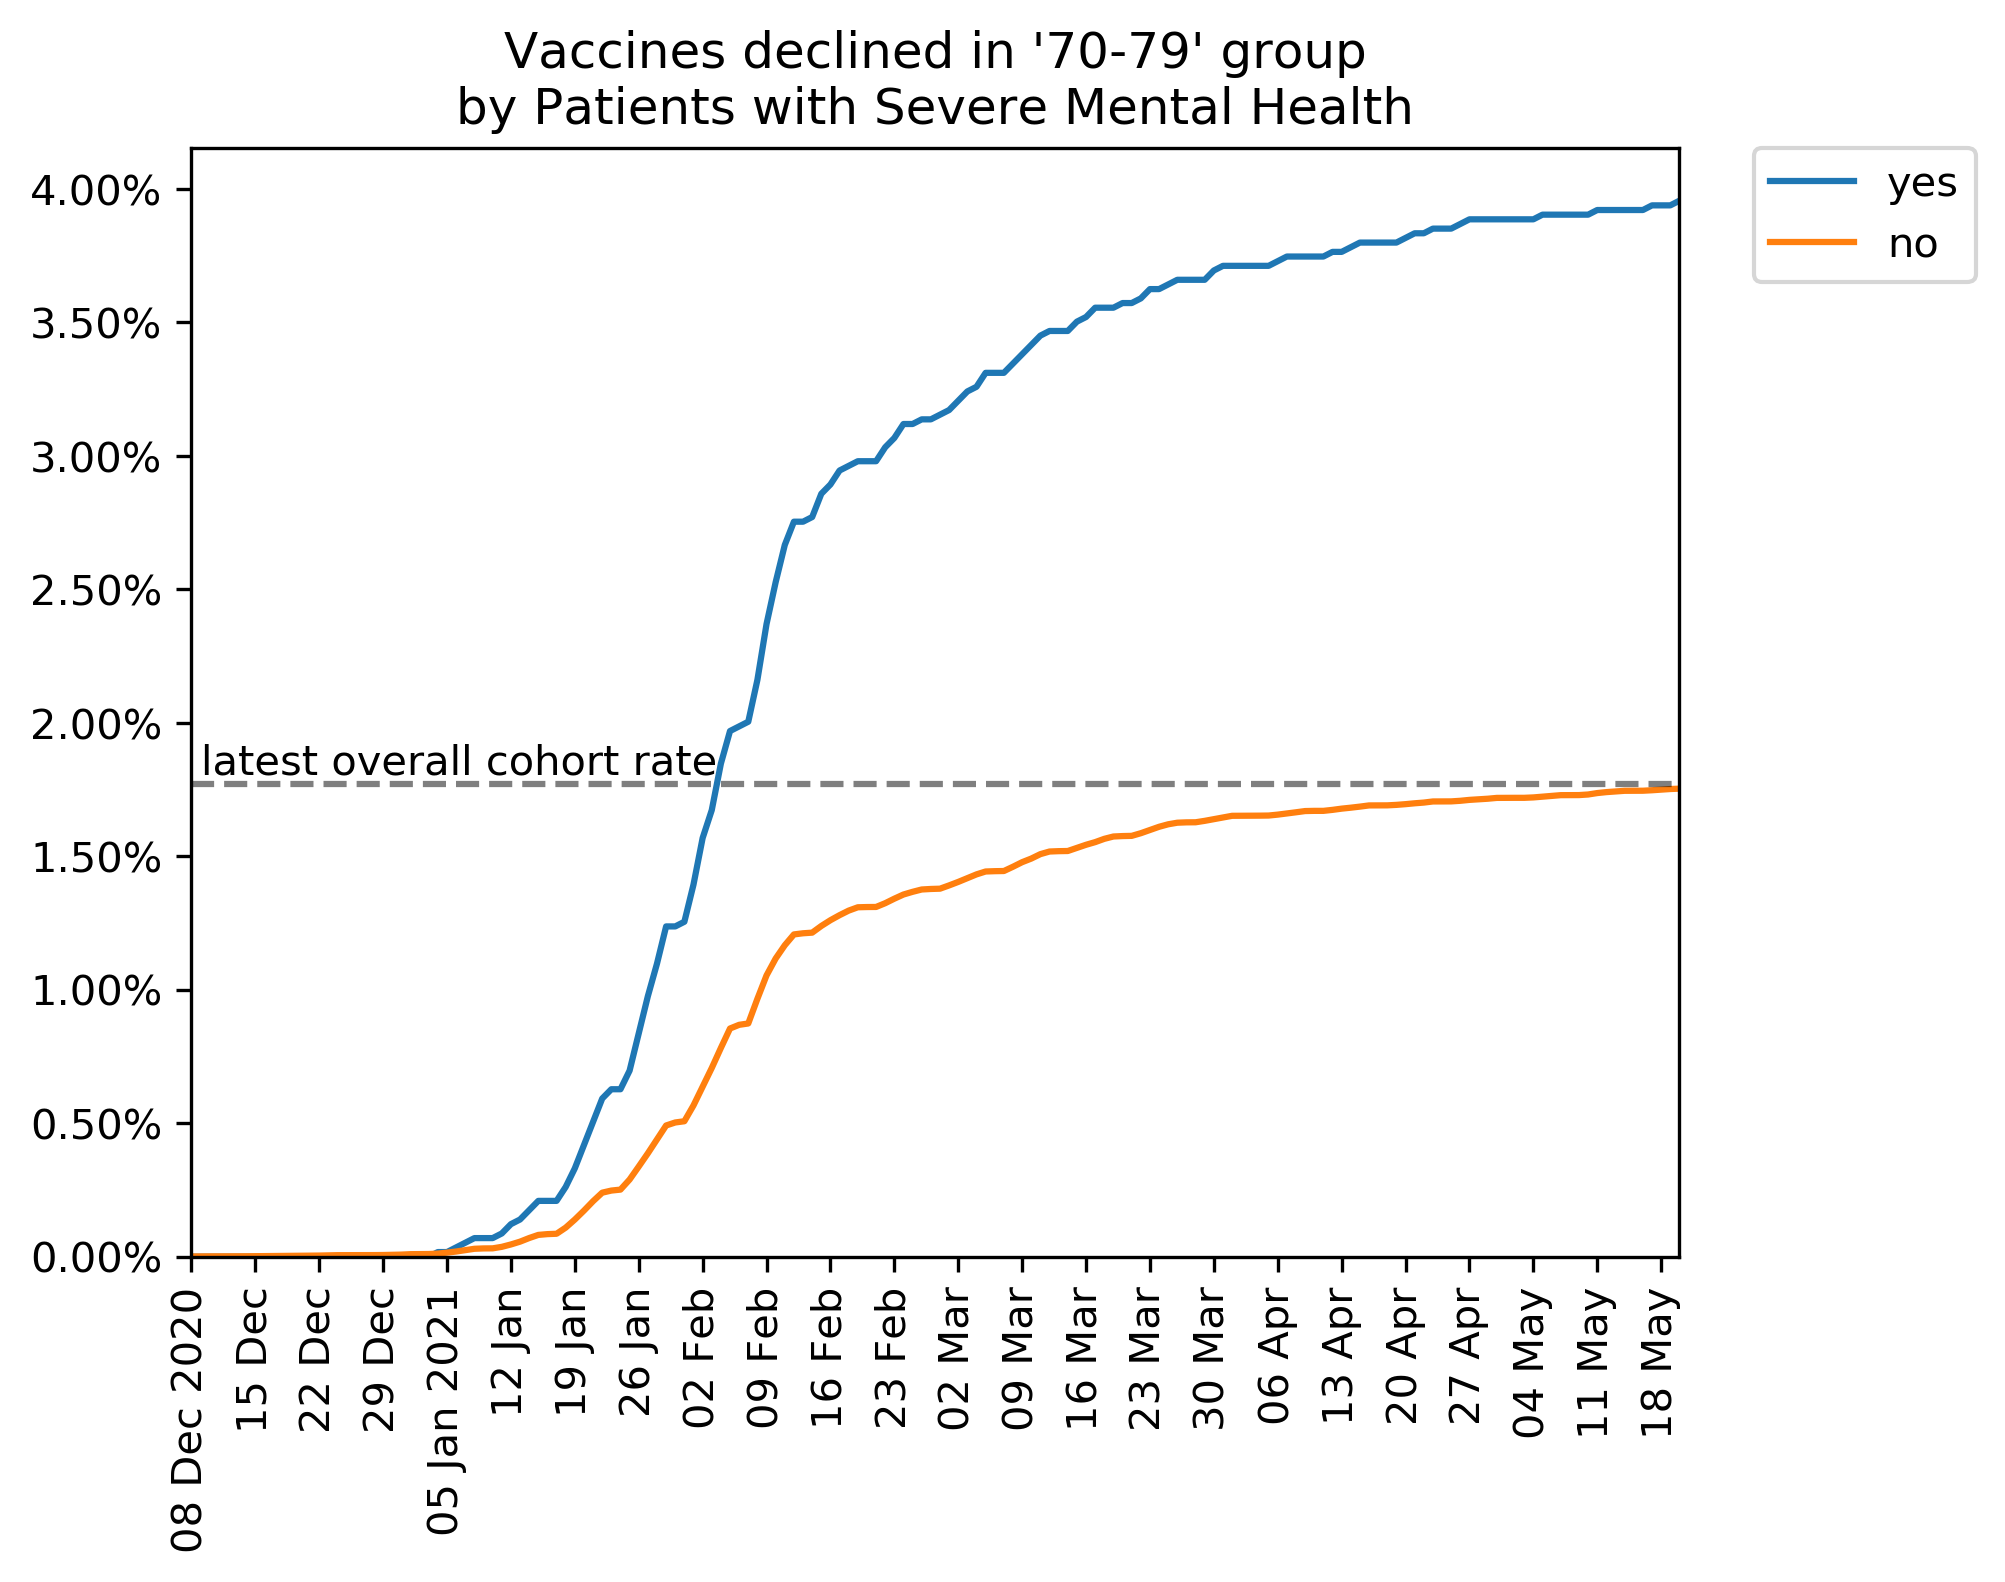 Vaccines declined in '70-79' group
by Patients with Severe Mental Health
4.00%
3.50%
3.00%
2.50%
2.00%
1.50%
1.00%
0.50%
0.00%
latest overall cohort rate
yes
no
08 Dec 2020
15 Dec
22 Dec
29 Dec
05 Jan 2021
12 Jan
19 Jan
26 Jan
02 Feb
09 Feb
16 Feb
23 Feb
02 Mar
09 Mar
16 Mar
23 Mar
30 Mar
06 Apr
13 Apr
20 Apr
27 Apr
04 May
11 May
18 May